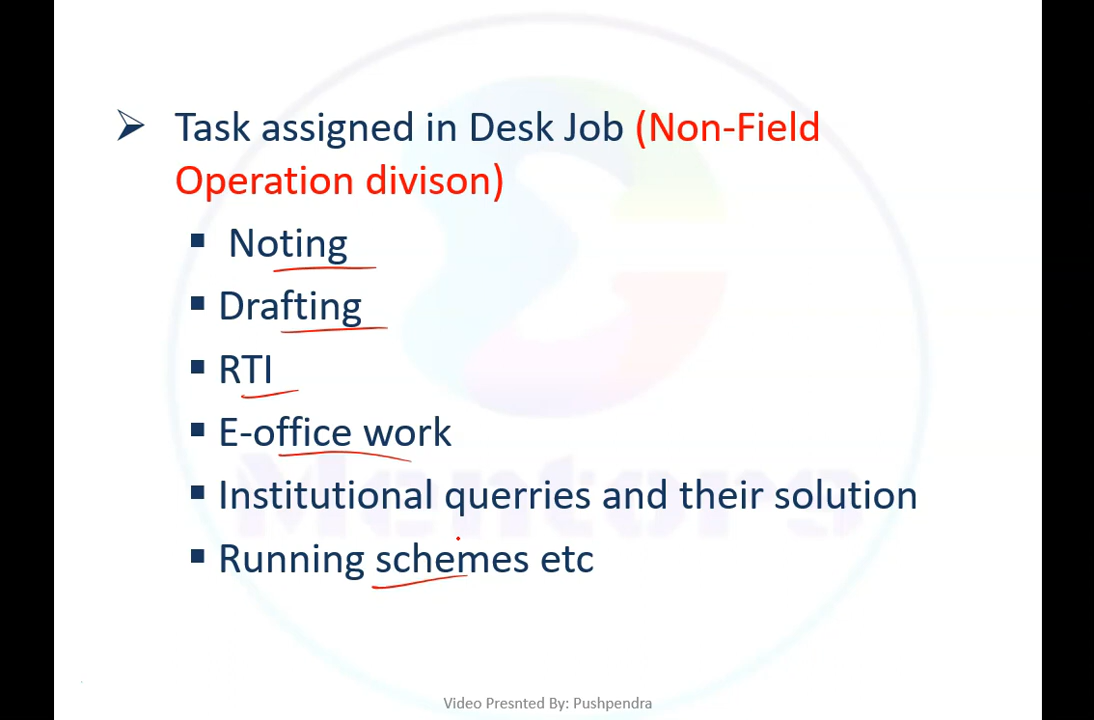 Task assigned in Desk Job (Non-Field
Operation divison)
Noting
Drafting
RTI
E-office work
Institutional querries and their solution
Running schemes etc
Mentors
Video Presnted By: Pushpendra